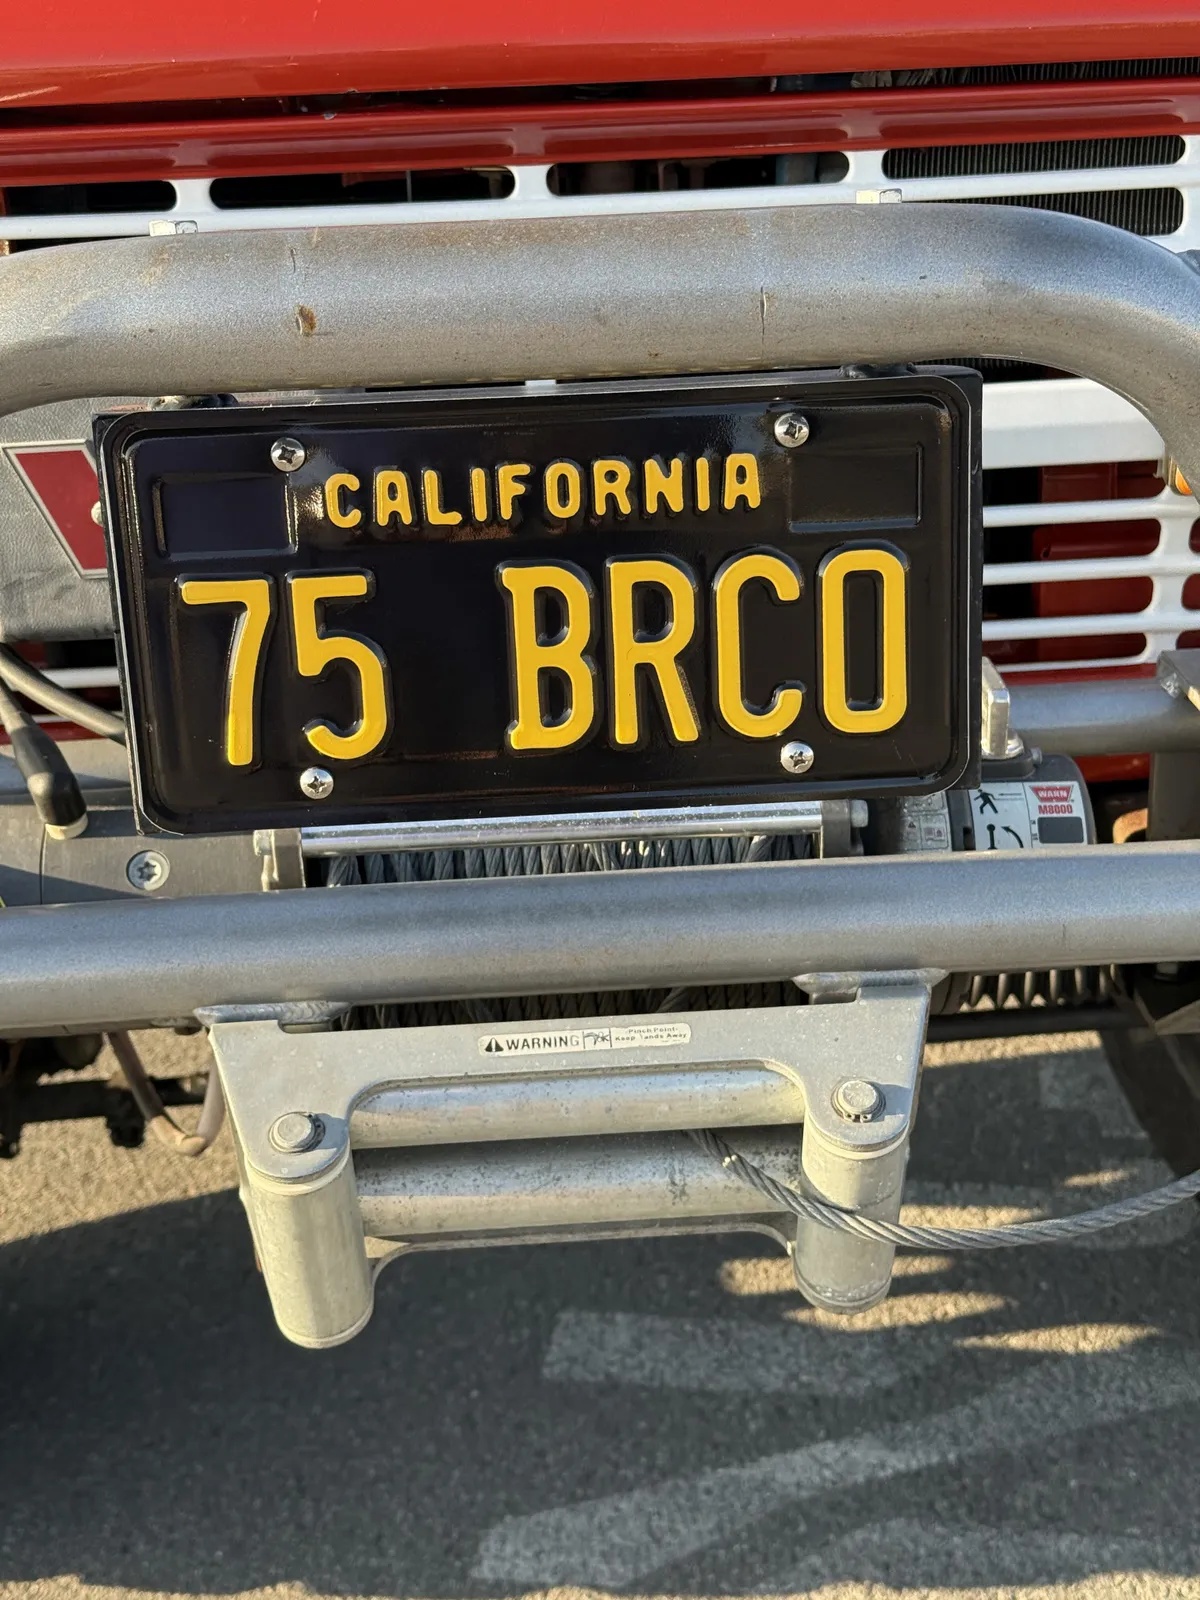 CALIFORNIA
75 BRCO
WARN
M8000
WARNING
Pinch Point
Keep Hands Away